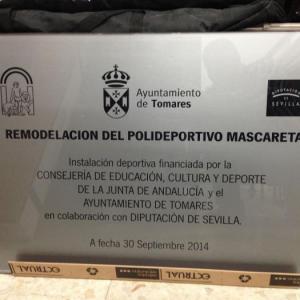 Ayuntamiento
de Tomares
DIPUTACION
DE
SEVILLA
REMODELACION DEL POLIDEPORTIVO MASCARETA
Instalación deportiva financiada por la
CONSEJERÍA DE EDUCACIÓN, CULTURA Y DEPORTE
DE LA JUNTA DE ANDALUCÍA y el
AYUNTAMIENTO DE TOMARES
en colaboración con DIPUTACIÓN DE SEVILLA.
A fecha 30 Septiembre 2014
EXTRUAL
EXTRUAL